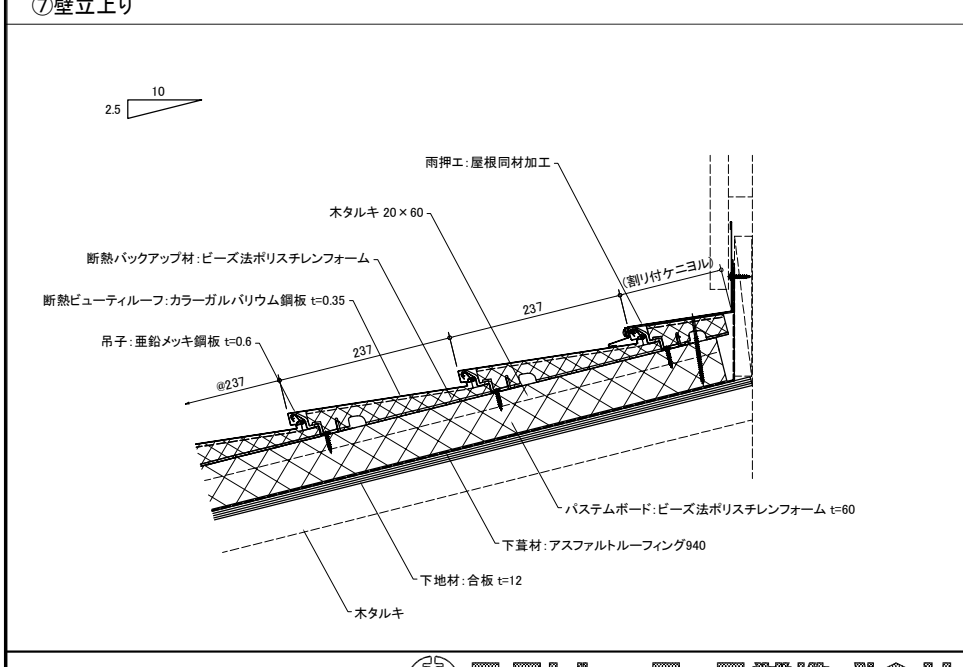 ⑦壁立上り
10
2.5
雨押エ:屋根同材加工
木タルキ 20×60
断熱バックアップ材:ビーズ法ポリスチレンフォーム
(割り付ケニヨル)
断熱ビューティルーフ:カラーガルバリウム鋼板 t=0.35
237
吊子:亜鉛メッキ鋼板 t=0.6
237
@237
パステムボード:ビーズ法ポリスチレンフォーム t=60
下葺材:アスファルトルーフィング940
下地材:合板 t=12
木タルキ